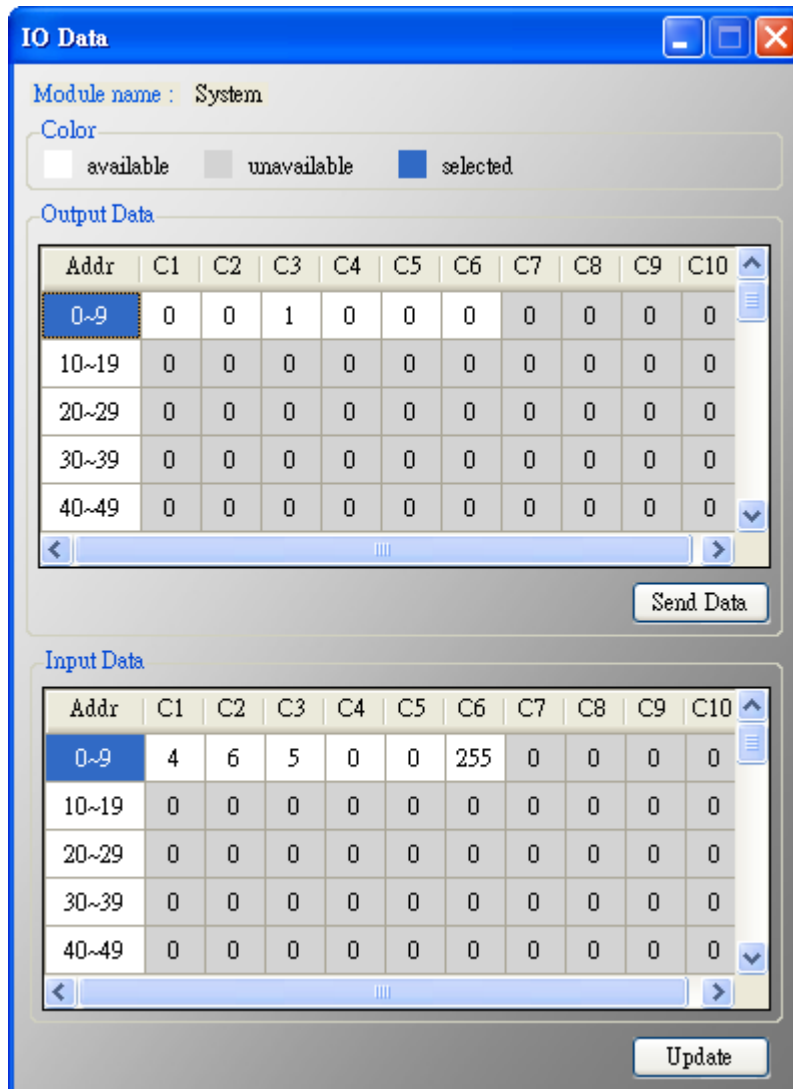 IO Data
Module name : System
Color
available unavailable selected
Output Data
Addr C1 C2 C3 C4 C5 C6 C7 C8 C9 C10
0~9 0 0 1 0 0 0 0 0 0 0
10~19 0 0 0 0 0 0 0 0 0 0
20~29 0 0 0 0 0 0 0 0 0 0
30~39 0 0 0 0 0 0 0 0 0 0
40~49 0 0 0 0 0 0 0 0 0 0
Send Data
Input Data
Addr C1 C2 C3 C4 C5 C6 C7 C8 C9 C10
0~9 4 6 5 0 0 255 0 0 0 0
10~19 0 0 0 0 0 0 0 0 0 0
20~29 0 0 0 0 0 0 0 0 0 0
30~39 0 0 0 0 0 0 0 0 0 0
40~49 0 0 0 0 0 0 0 0 0 0
Update